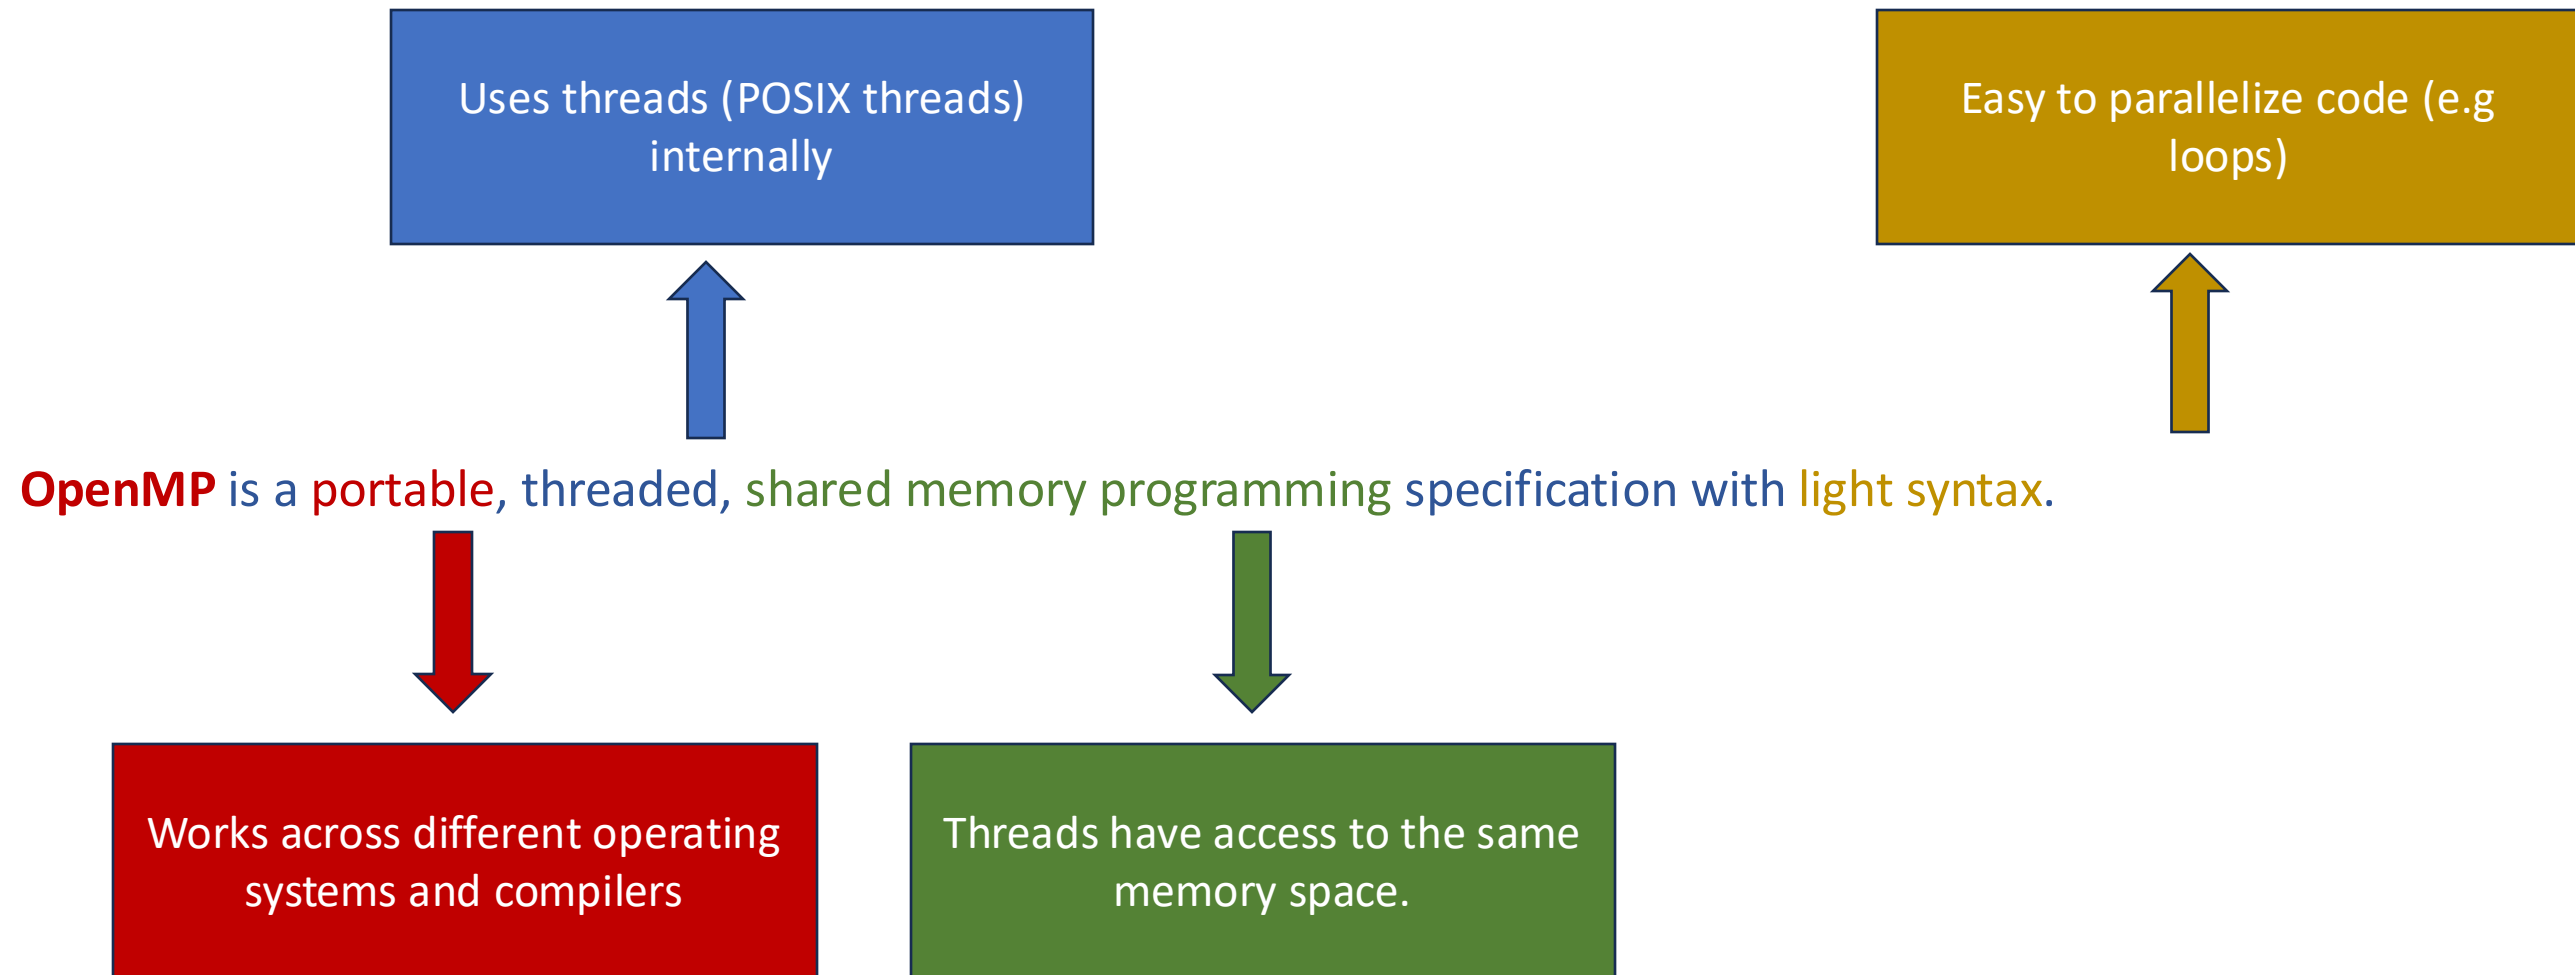 Uses threads (POSIX threads)
internally
Easy to parallelize code (e.g
loops)
OpenMP is a portable, threaded, shared memory programming specification with light syntax.
Works across different operating
systems and compilers
Threads have access to the same
memory space.